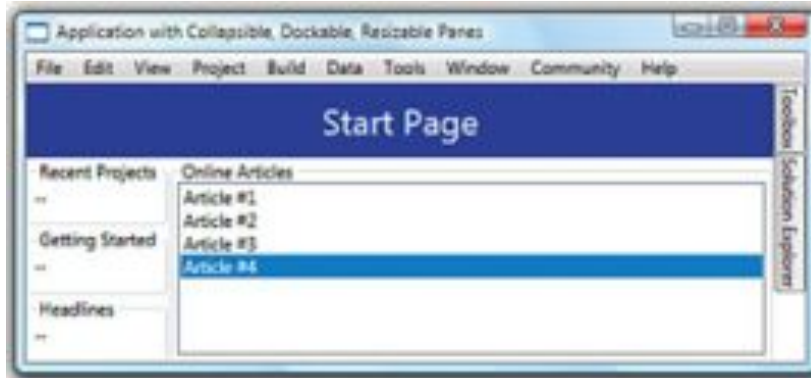 Application with Collapsible, Dockable, Resizable Panes
File Edit View Project Build Data Tools Window Community Help
Start Page
Toolbox
Solution Explorer
Recent Projects
--
Getting Started
--
Headlines
--
Online Articles
Article #1
Article #2
Article #3
Article #4